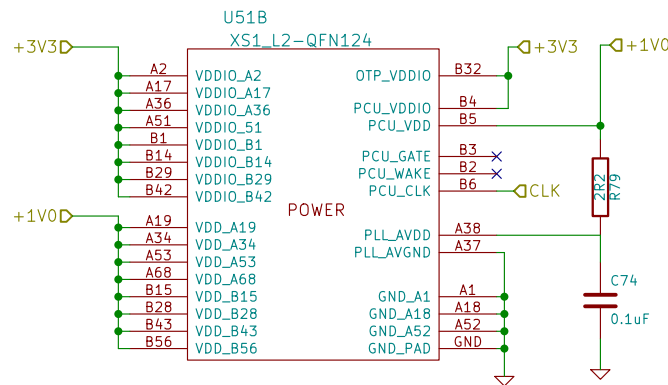 U51B
XS1_L2-QFN124
+3V3
+3V3
+1V0
A2 VDDIO_A2
OTP_VDDIO B32
A17 VDDIO_A17
A36 VDDIO_A36
PCU_VDDIO B4
A51 VDDIO_51
PCU_VDD B5
B1 VDDIO_B1
B14 VDDIO_B14
PCU_GATE B3
B29 VDDIO_B29
PCU_WAKE B2
B42 VDDIO_B42
PCU_CLK B6
CLK
2R2
R79
POWER
+1V0
A19 VDD_A19
PLL_AVDD A38
A34 VDD_A34
PLL_AVGND A37
A53 VDD_A53
A68 VDD_A68
C74
B15 VDD_B15
GND_A1 A1
B28 VDD_B28
GND_A18 A18
0.1uF
B43 VDD_B43
GND_A52 A52
B56 VDD_B56
GND_PAD GND